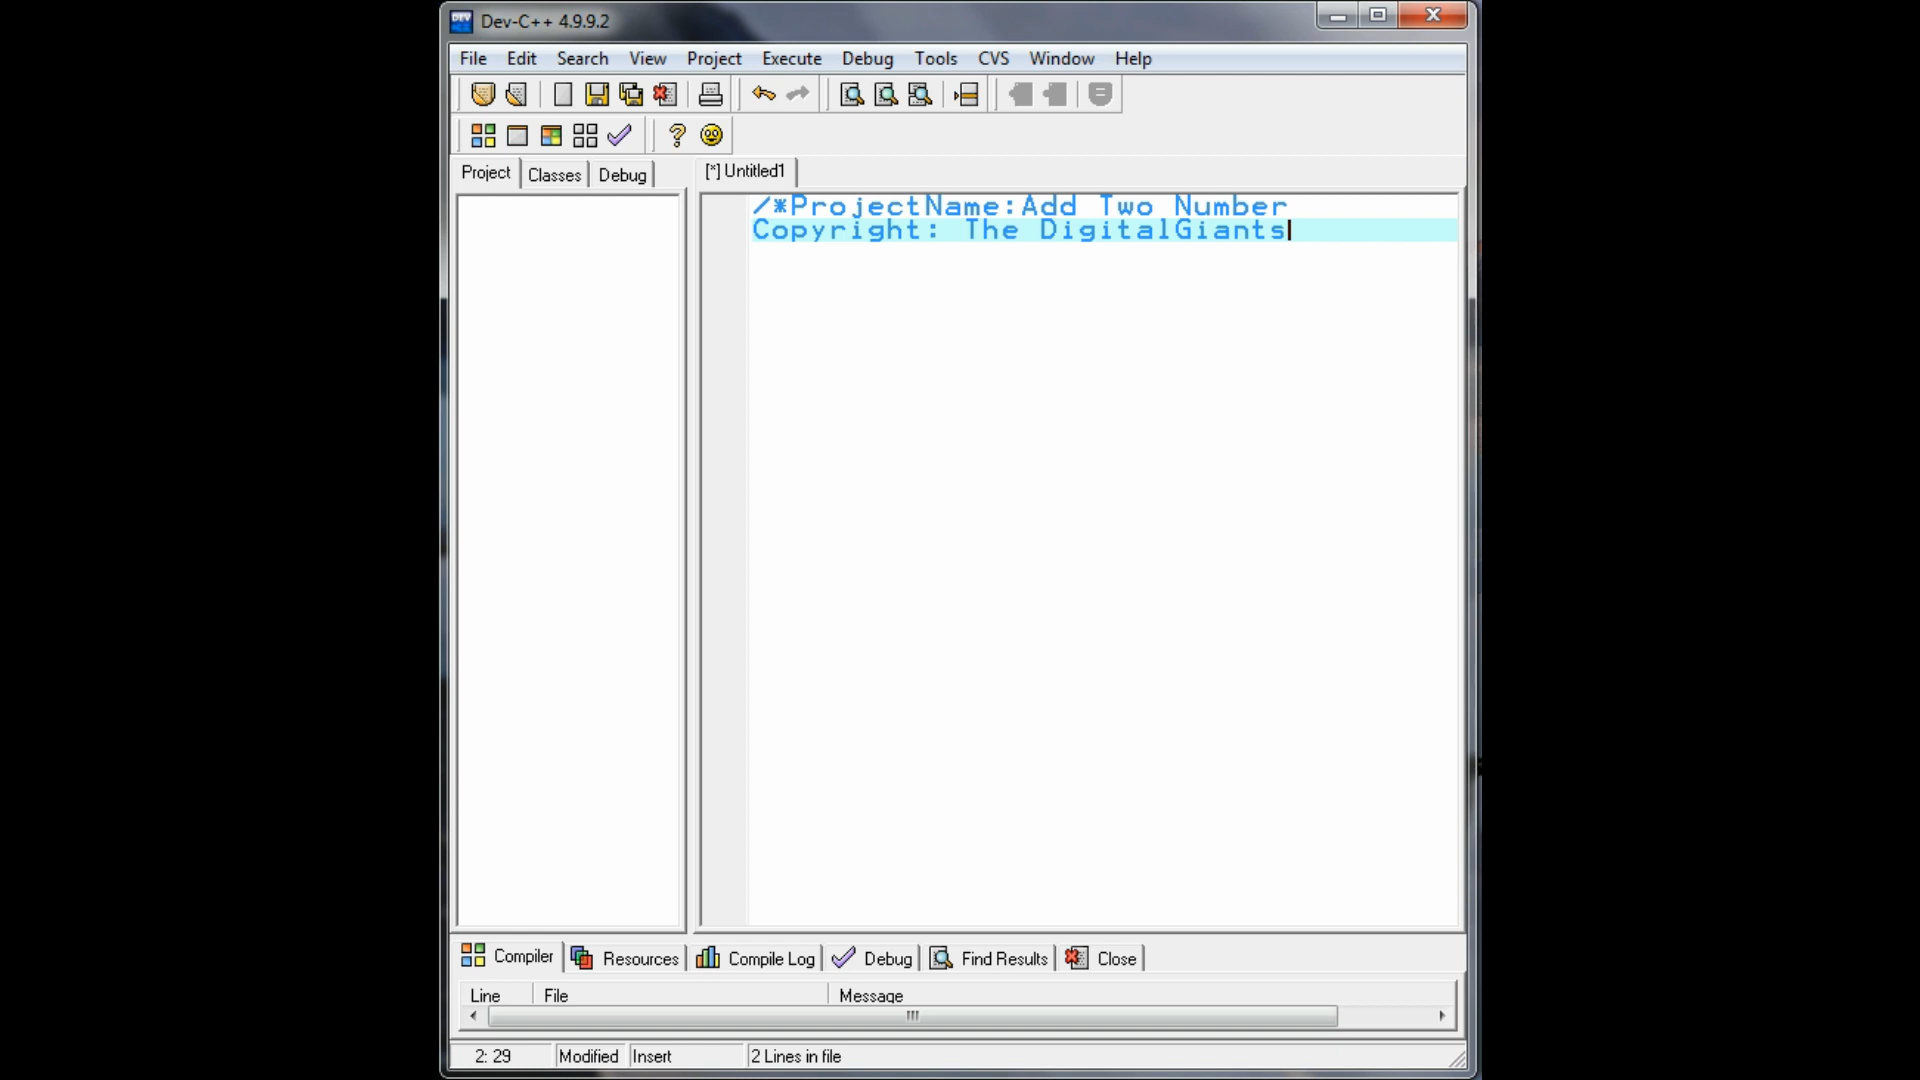 Dev-C++ 4.9.9.2
File Edit Search View Project Execute Debug Tools CVS Window Help
Project Classes Debug
[*] Untitled1
/*ProjectName:Add Two Number
Copyright: The DigitalGiants
Compiler Resources Compile Log Debug Find Results Close
Line File Message
2: 29 Modified Insert 2 Lines in file